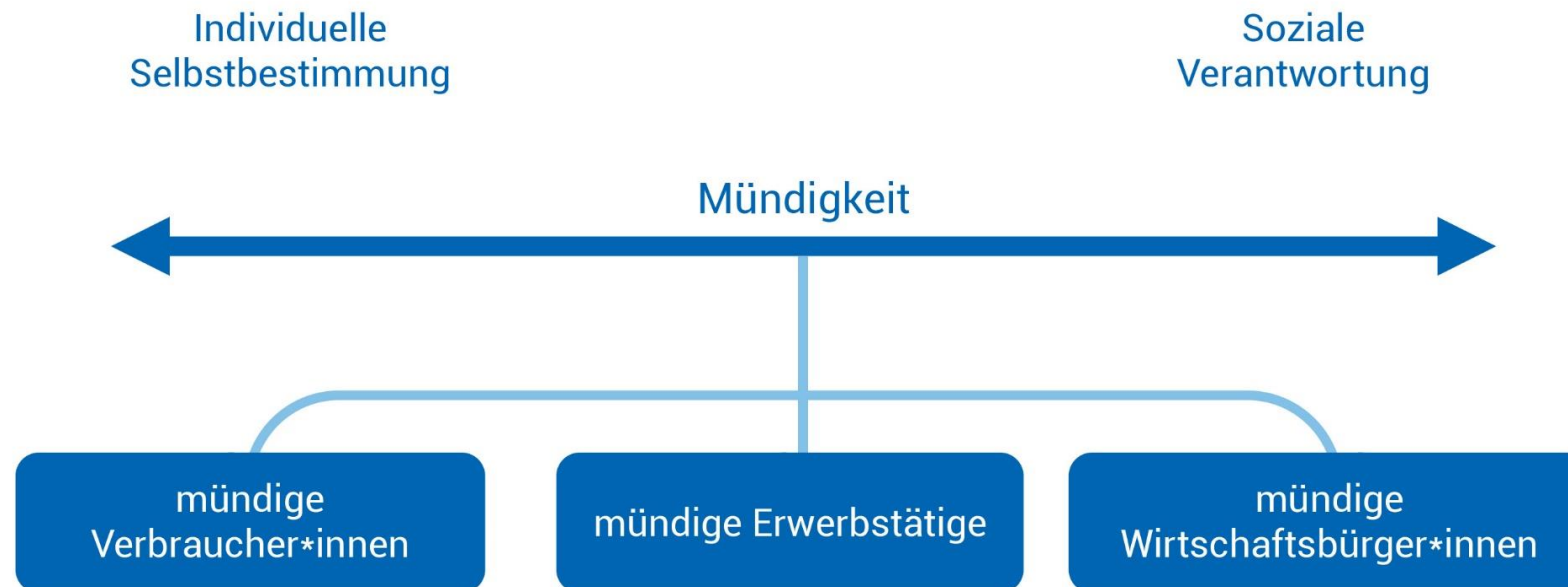 Individuelle
Selbstbestimmung
Soziale
Verantwortung
Mündigkeit
mündige
Verbraucher*innen
mündige Erwerbstätige
mündige
Wirtschaftsbürger*innen